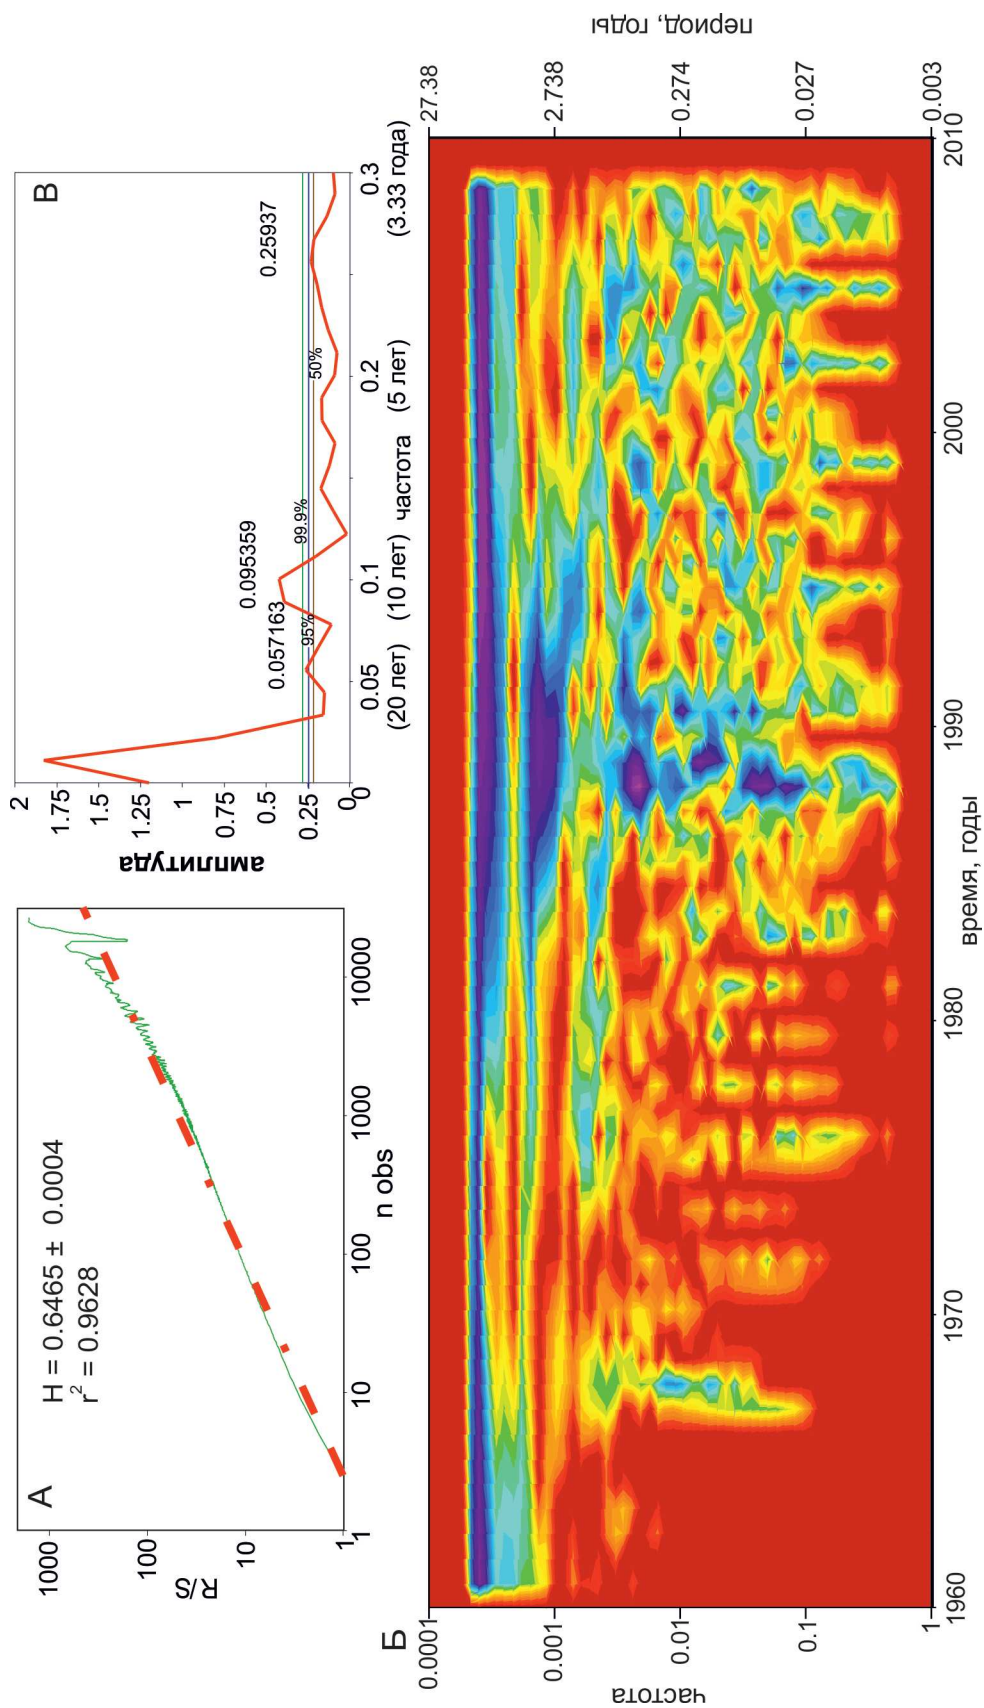 А
H = 0.6465 ± 0.0004
r² = 0.9628
R/S
1000
100
10
1
1
10
100
1000
10000
n obs
В
амплитуда
2
1.75
1.5
1.25
1
0.75
0.5
0.25
0
0.057163
0.095359
0.25937
95%
99.9%
50%
0.05
0.1
0.2
0.3
(20 лет)
(10 лет)
частота
(5 лет)
(3.33 года)
Б
частота
0.0001
0.001
0.01
0.1
1
1960
1970
1980
1990
2000
2010
время, годы
27.38
2.738
0.274
0.027
0.003
период, годы